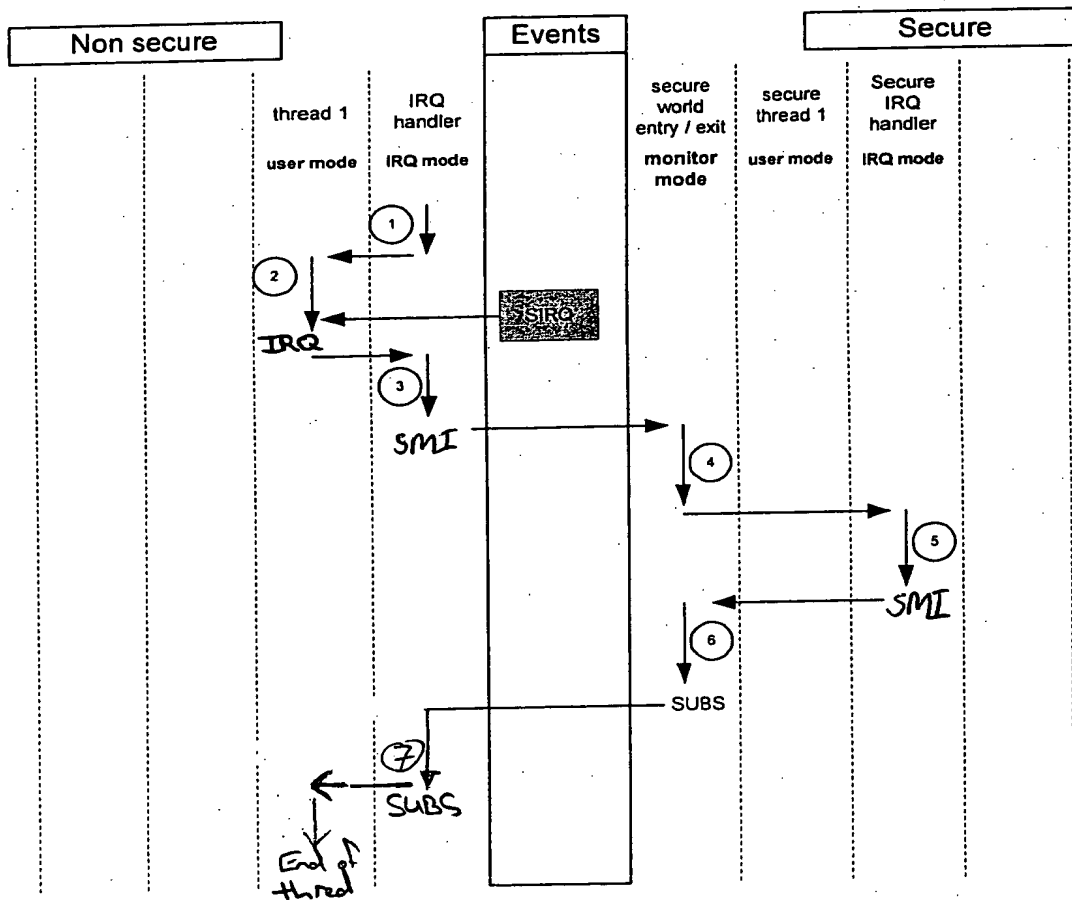 Non secure
Events
Secure
thread 1
user mode
IRQ
handler
IRQ mode
secure
world
entry / exit
monitor
mode
secure
thread 1
user mode
Secure
IRQ
handler
IRQ mode
1
2
SIRQ
IRQ
3
SMI
4
5
SMI
6
SUBS
7
SUBS
End of
thred